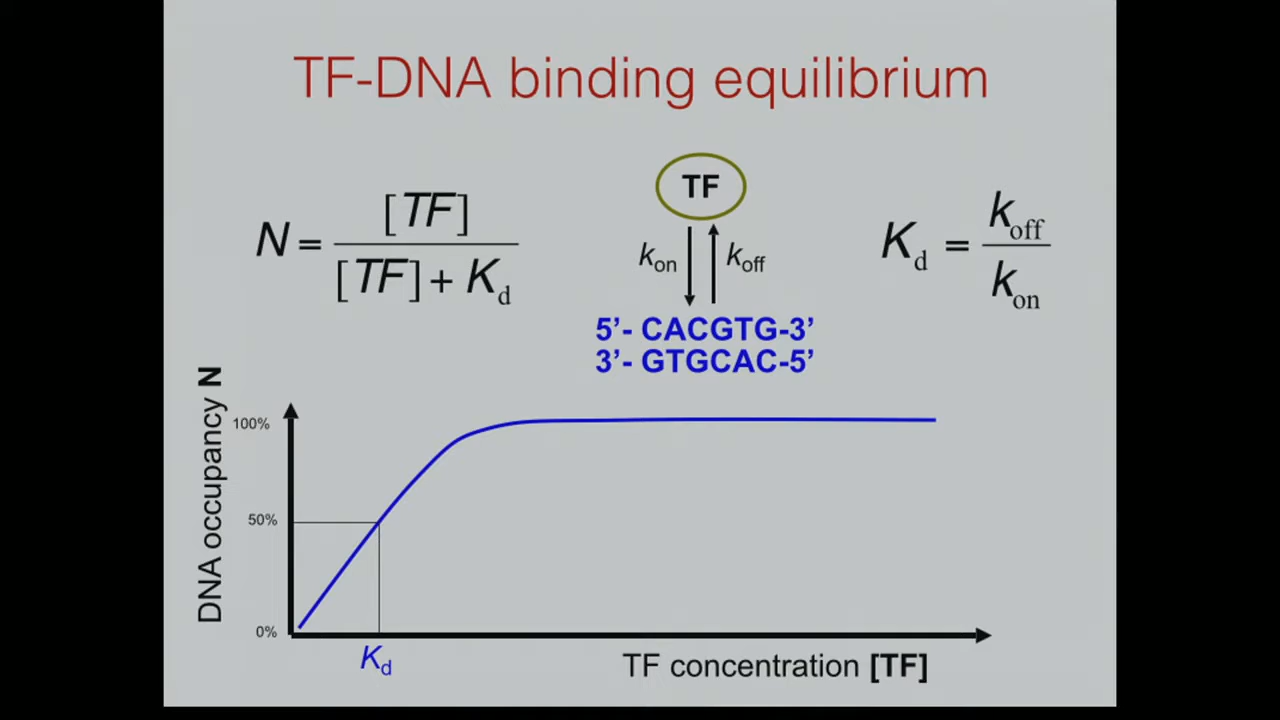 TF-DNA binding equilibrium
N = [TF] / [TF] + Kd
TF
kon
koff
Kd = koff / kon
5’- CACGTG-3’
3’- GTGCAC-5’
DNA occupancy N
100%
50%
0%
Kd
TF concentration [TF]